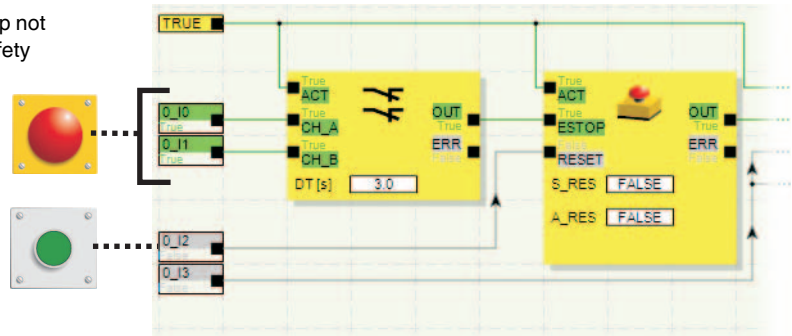 p not
fety
TRUE
True
ACT
True
CH_A
True
CH_B
OUT
True
ERR
False
DT [s] 3.0
True
ACT
True
ESTOP
False
RESET
OUT
True
ERR
False
S_RES FALSE
A_RES FALSE
0_I0
True
0_I1
True
0_I2
False
0_I3
False